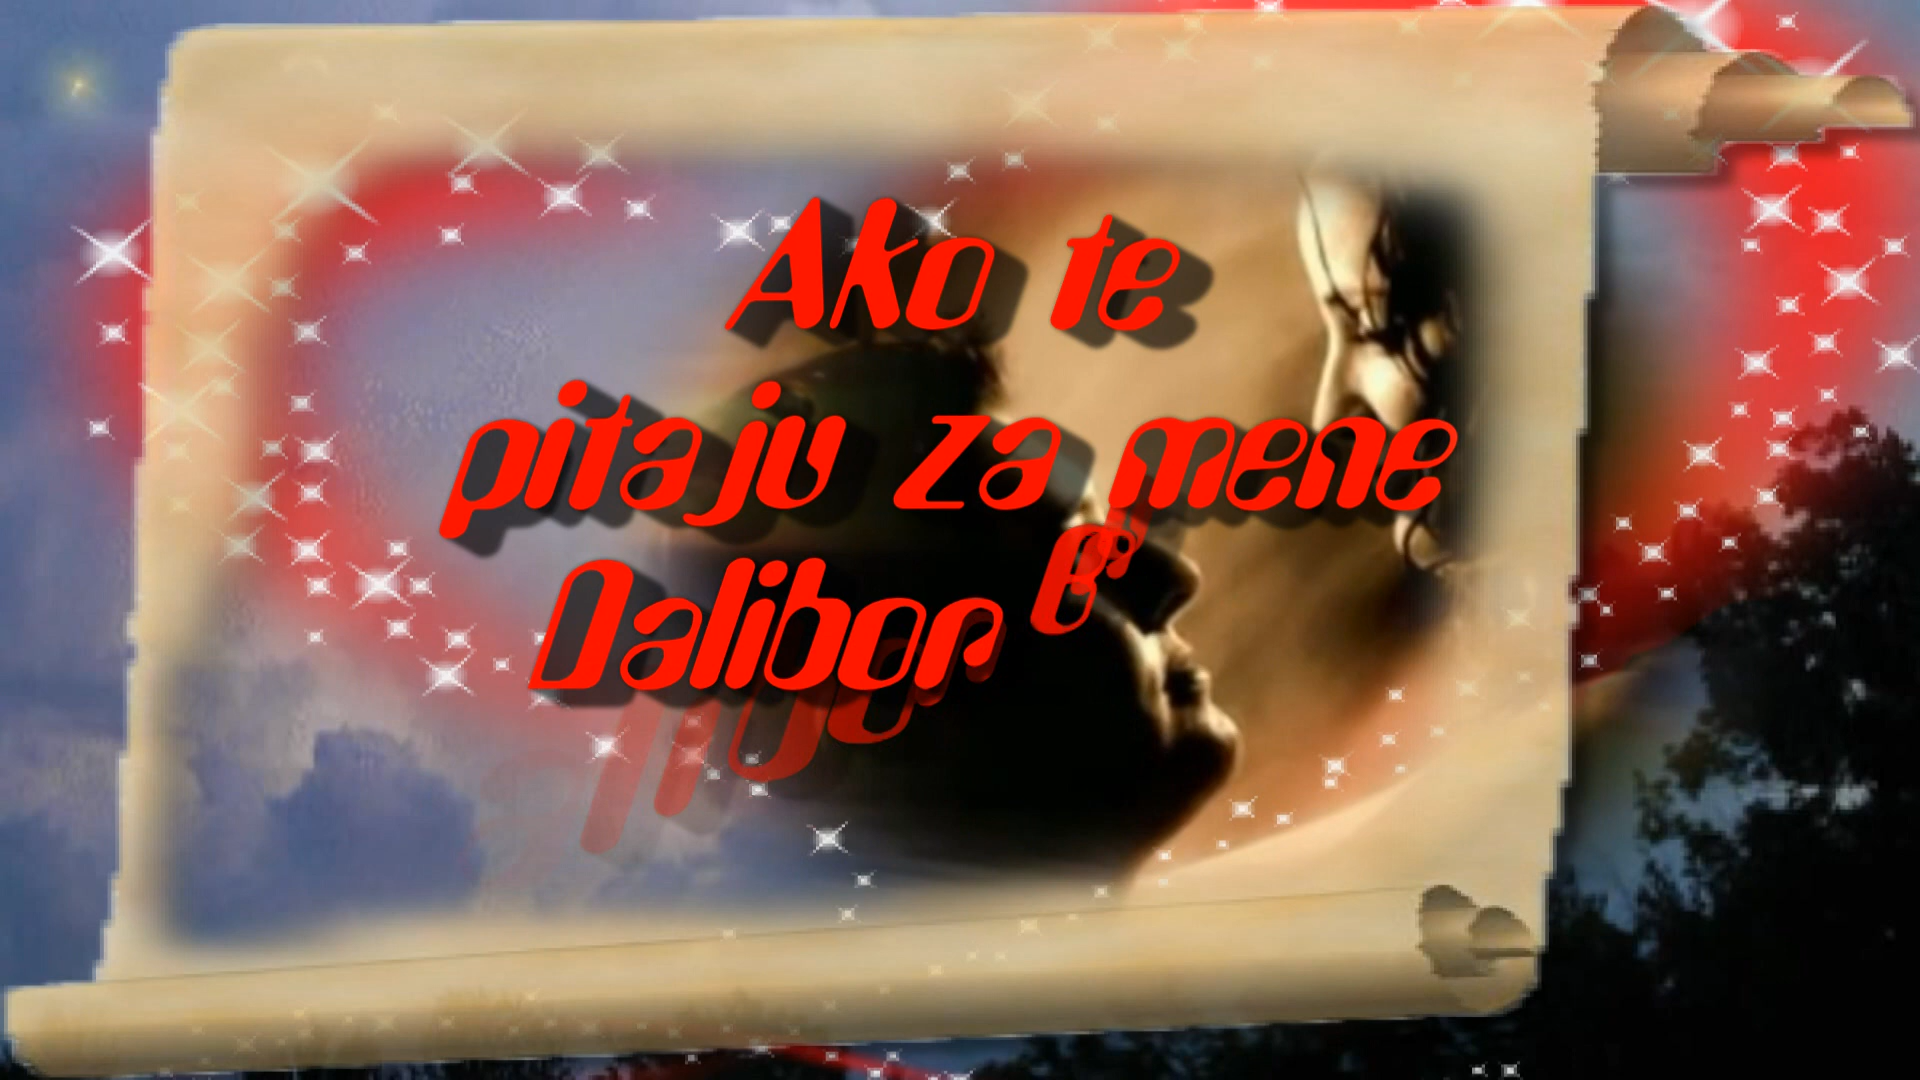 Ako te
pitaju za mene
Dalibor